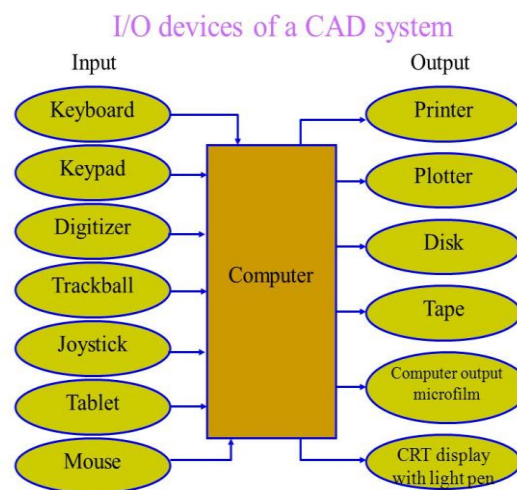 I/O devices of a CAD system
Input
Output
Keyboard
Keypad
Digitizer
Trackball
Joystick
Tablet
Mouse
Computer
Printer
Plotter
Disk
Tape
Computer output
microfilm
CRT display
with light pen